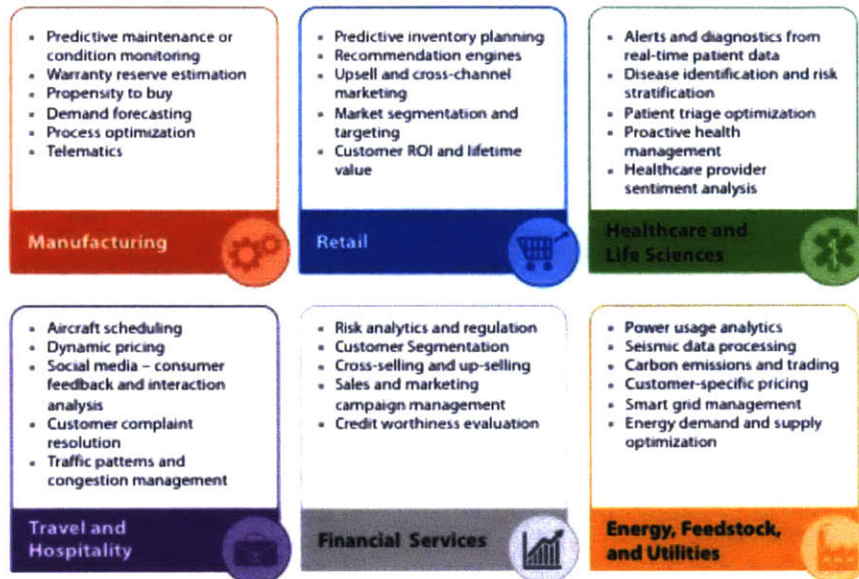 • Predictive maintenance or
condition monitoring
• Warranty reserve estimation
• Propensity to buy
• Demand forecasting
• Process optimization
• Telematics
Manufacturing
• Predictive inventory planning
• Recommendation engines
• Upsell and cross-channel
marketing
• Market segmentation and
targeting
• Customer ROI and lifetime
value
Retail
• Alerts and diagnostics from
real-time patient data
• Disease identification and risk
stratification
• Patient triage optimization
• Proactive health
management
• Healthcare provider
sentiment analysis
Healthcare and
Life Sciences
• Aircraft scheduling
• Dynamic pricing
• Social media – consumer
feedback and interaction
analysis
• Customer complaint
resolution
• Traffic patterns and
congestion management
Travel and
Hospitality
• Risk analytics and regulation
• Customer Segmentation
• Cross-selling and up-selling
• Sales and marketing
campaign management
• Credit worthiness evaluation
Financial Services
• Power usage analytics
• Seismic data processing
• Carbon emissions and trading
• Customer-specific pricing
• Smart grid management
• Energy demand and supply
optimization
Energy, Feedstock,
and Utilities